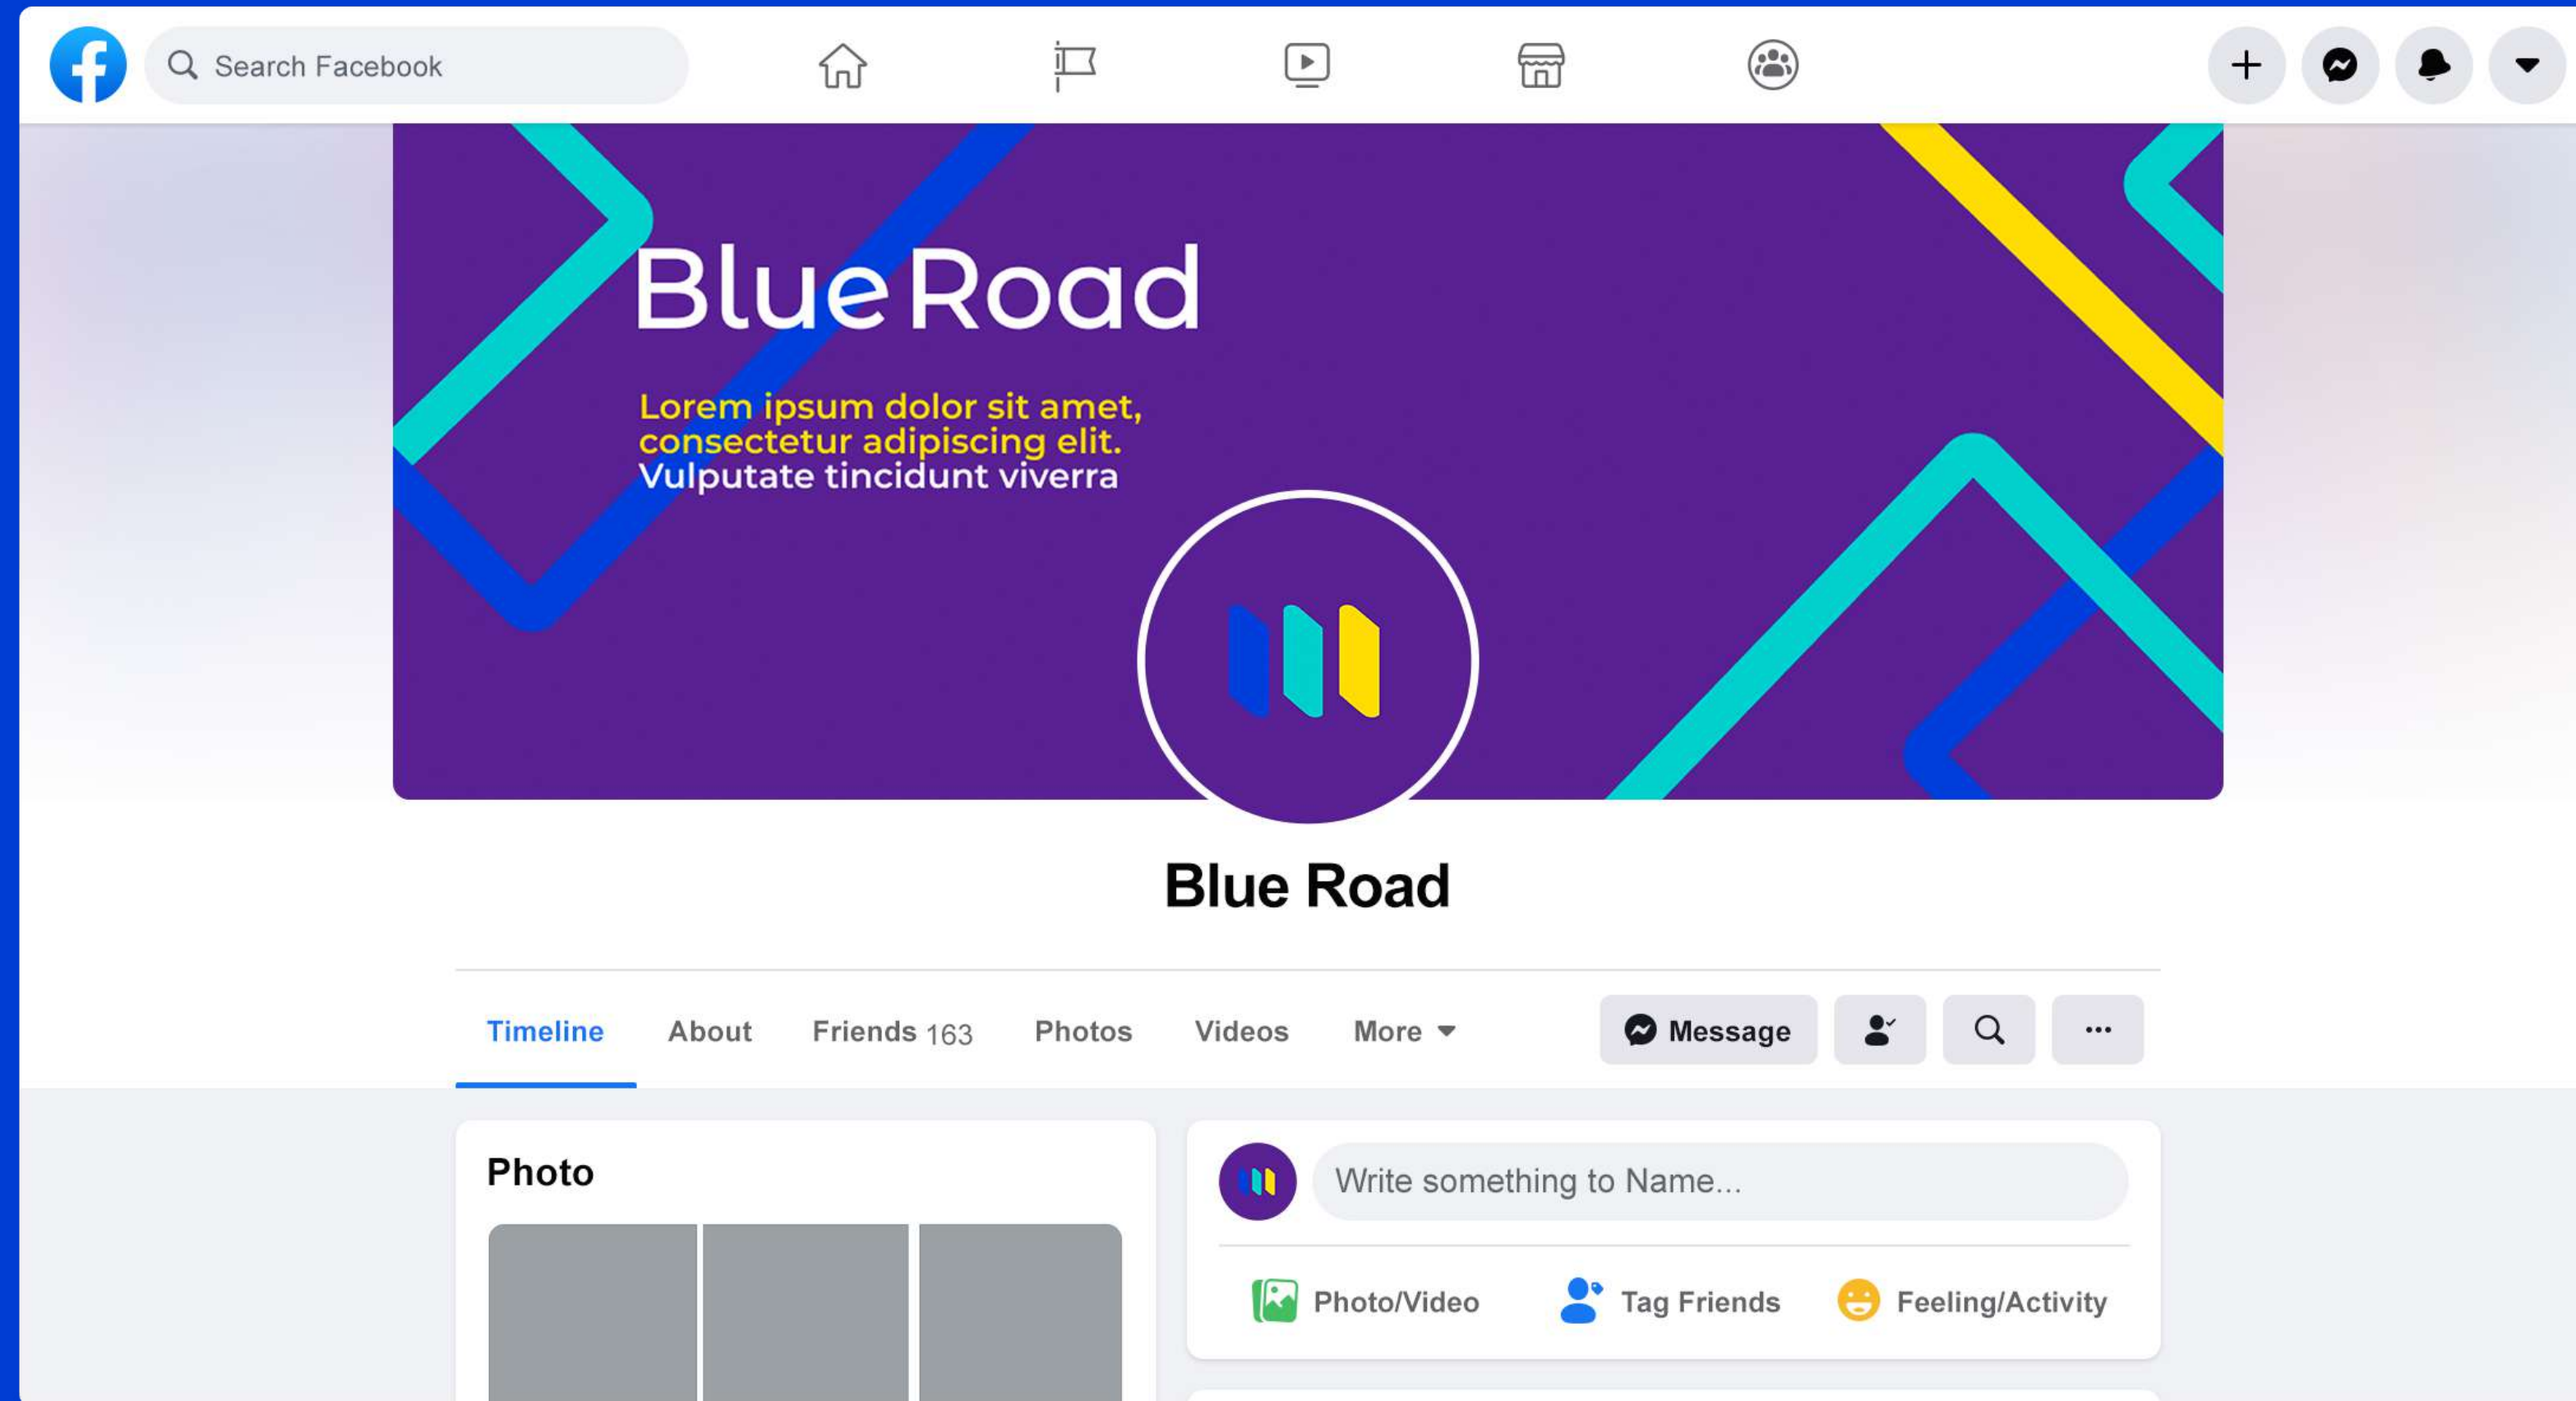 Search Facebook
Blue Road
Lorem ipsum dolor sit amet,
consectetur adipiscing elit.
Vulputate tincidunt viverra
Blue Road
Timeline About Friends 163 Photos Videos More Message
Photo
Write something to Name...
Photo/Video Tag Friends Feeling/Activity